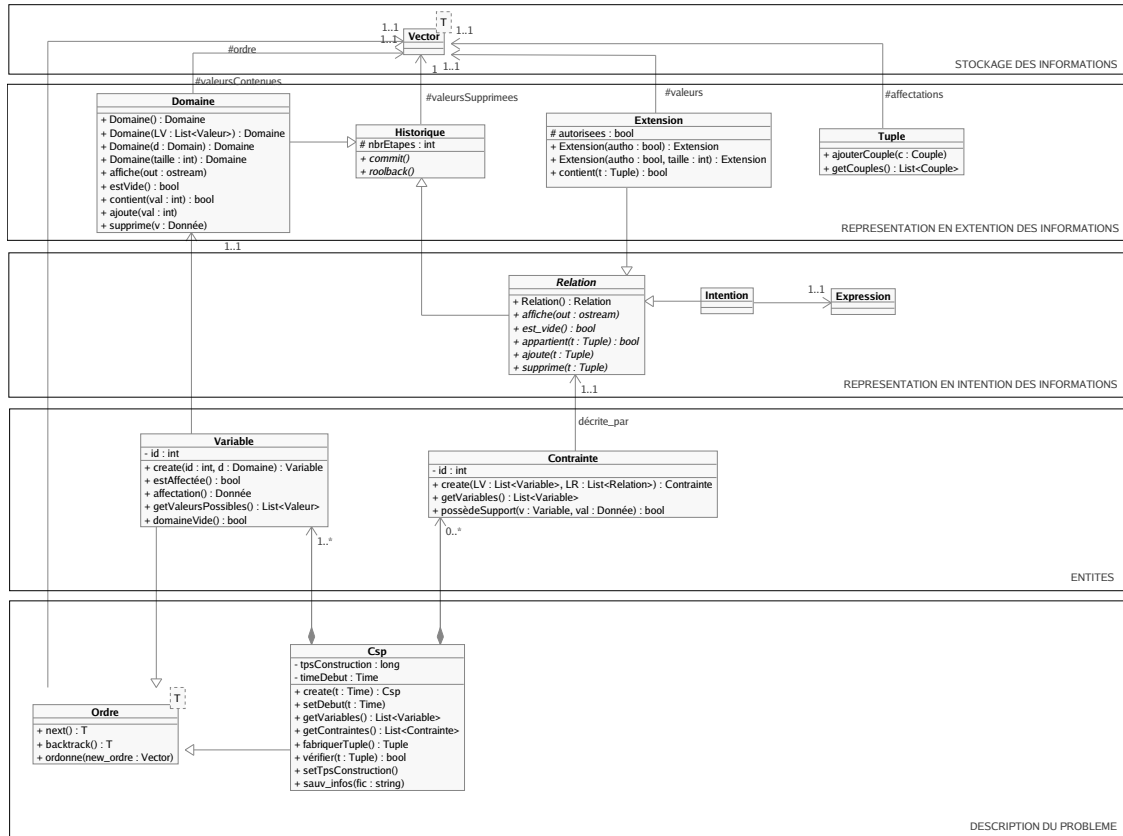 T
1..1
1..1
1..1
Vector
#ordre
1
1..1
STOCKAGE DES INFORMATIONS
#valeursContenues
#valeursSupprimees
#valeurs
#affectations
Domaine
+ Domaine() : Domaine
+ Domaine(LV : List<Valeur>) : Domaine
+ Domaine(d : Domain) : Domaine
+ Domaine(taille : int) : Domaine
+ affiche(out : ostream)
+ estVide() : bool
+ contient(val : int) : bool
+ ajoute(val : int)
+ supprime(v : Donnée)
Historique
# nbrEtapes : int
+ commit()
+ roolback()
Extension
# autorisees : bool
+ Extension(autho : bool) : Extension
+ Extension(autho : bool, taille : int) : Extension
+ contient(t : Tuple) : bool
Tuple
+ ajouterCouple(c : Couple)
+ getCouples() : List<Couple>
REPRESENTATION EN EXTENTION DES INFORMATIONS
1..1
Relation
+ Relation() : Relation
+ affiche(out : ostream)
+ est_vide() : bool
+ appartient(t : Tuple) : bool
+ ajoute(t : Tuple)
+ supprime(t : Tuple)
Intention
1..1
Expression
1..1
REPRESENTATION EN INTENTION DES INFORMATIONS
décrite_par
Variable
- id : int
+ create(id : int, d : Domaine) : Variable
+ estAffectée() : bool
+ affectation() : Donnée
+ getValeursPossibles() : List<Valeur>
+ domaineVide() : bool
Contrainte
- id : int
+ create(LV : List<Variable>, LR : List<Relation>) : Contrainte
+ getVariables() : List<Variable>
+ possèdeSupport(v : Variable, val : Donnée) : bool
1..*
0..*
ENTITES
Csp
- tpsConstruction : long
- timeDebut : Time
+ create(t : Time) : Csp
+ setDebut(t : Time)
+ getVariables() : List<Variable>
+ getContraintes() : List<Contrainte>
+ fabriquerTuple() : Tuple
+ vérifier(t : Tuple) : bool
+ setTpsConstruction()
+ sauv_infos(fic : string)
T
Ordre
+ next() : T
+ backtrack() : T
+ ordonne(new_ordre : Vector)
DESCRIPTION DU PROBLEME